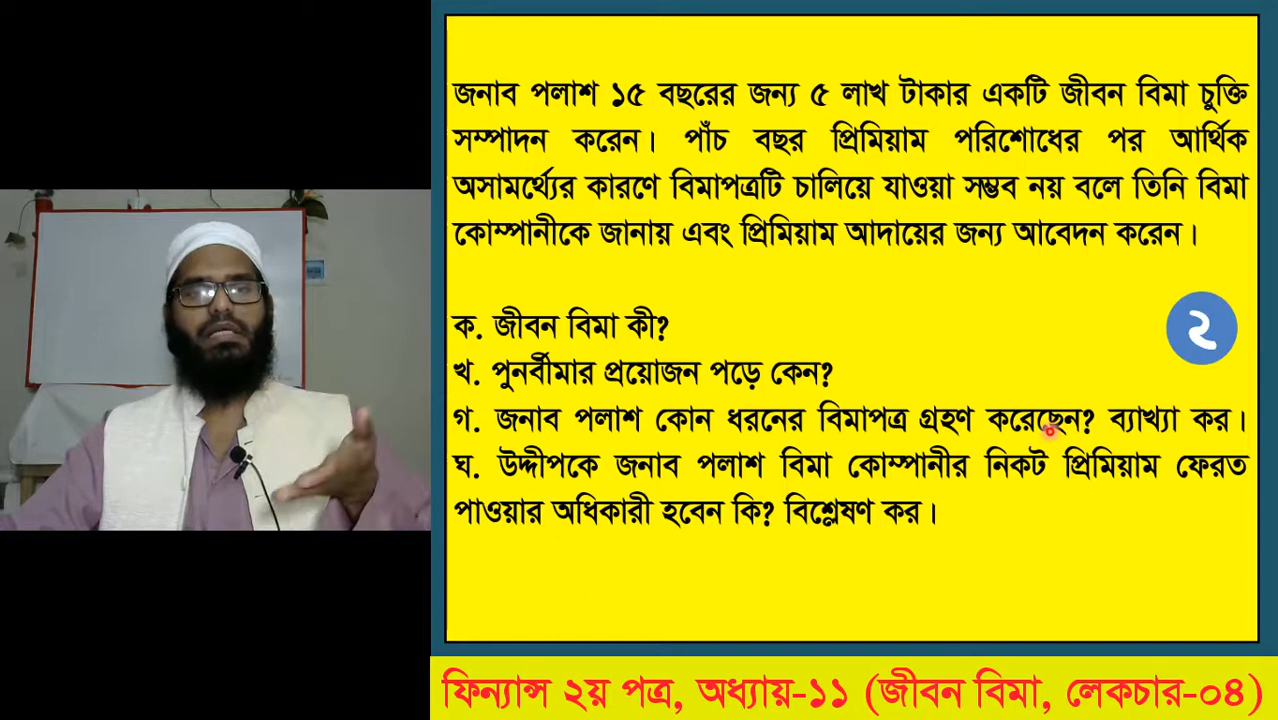 জনাব পলাশ ১৫ বছরের জন্য ৫ লাখ টাকার একটি জীবন বিমা চুক্তি
সম্পাদন করেন। পাঁচ বছর প্রিমিয়াম পরিশোধের পর আর্থিক
অসামর্থ্যের কারণে বিমাপত্রটি চালিয়ে যাওয়া সম্ভব নয় বলে তিনি বিমা
কোম্পানীকে জানায় এবং প্রিমিয়াম আদায়ের জন্য আবেদন করেন।
ক. জীবন বিমা কী?
২
খ. পুনর্বীমার প্রয়োজন পড়ে কেন?
গ. জনাব পলাশ কোন ধরনের বিমাপত্র গ্রহণ করেছেন? ব্যাখ্যা কর।
ঘ. উদ্দীপকে জনাব পলাশ বিমা কোম্পানীর নিকট প্রিমিয়াম ফেরত
পাওয়ার অধিকারী হবেন কি? বিশ্লেষণ কর।
ফিন্যান্স ২য় পত্র, অধ্যায়-১১ (জীবন বিমা, লেকচার-০৪)